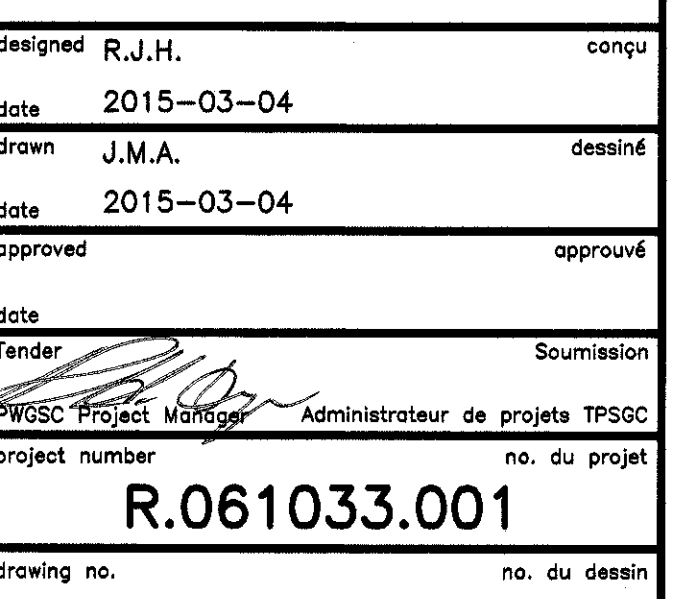 designed R.J.H. conçu
date 2015-03-04
drawn J.M.A. dessiné
date 2015-03-04
approved approuvé
date
Tender Soumission
PWGSC Project Manager Administrateur de projets TPSGC
project number no. du projet
R.061033.001
drawing no. no. du dessin